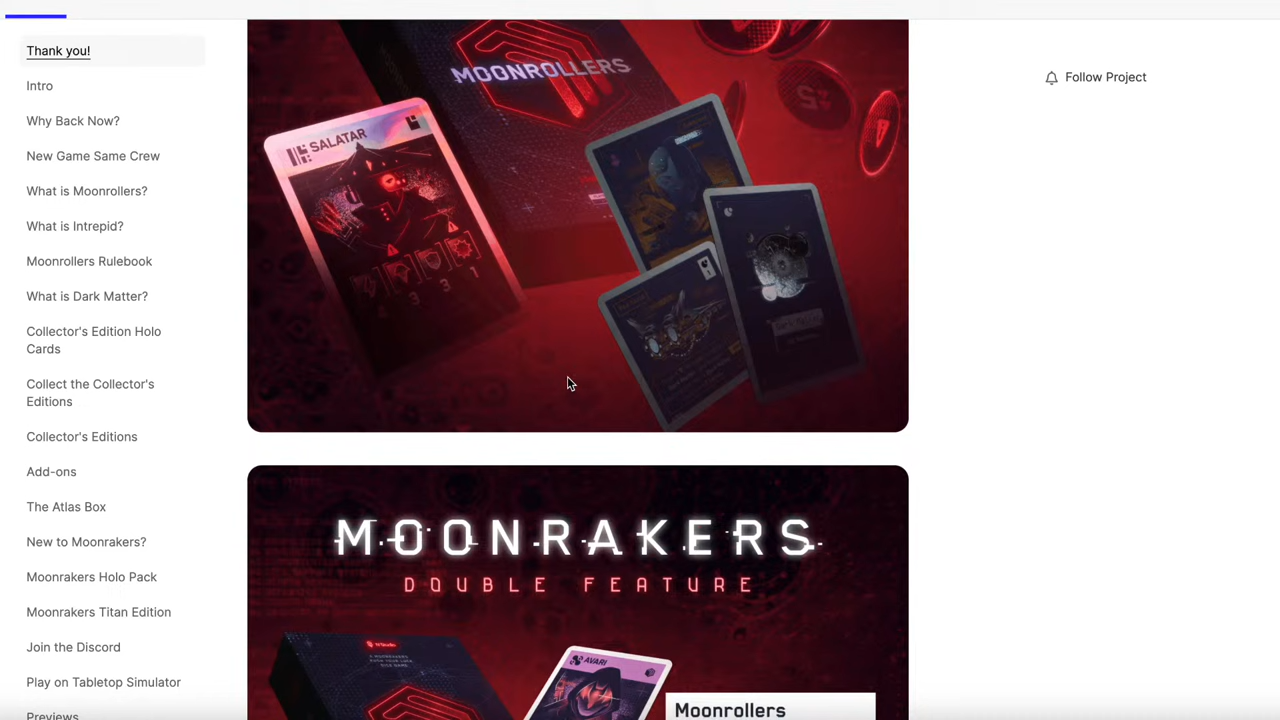 Thank you!
Intro
Why Back Now?
New Game Same Crew
What is Moonrollers?
What is Intrepid?
Moonrollers Rulebook
What is Dark Matter?
Collector's Edition Holo
Cards
Collect the Collector's
Editions
Collector's Editions
Add-ons
The Atlas Box
New to Moonrakers?
Moonrakers Holo Pack
Moonrakers Titan Edition
Join the Discord
Play on Tabletop Simulator
Previews
MOONROLLERS
SALATAR
3
3
1
MOONRAKERS
DOUBLE FEATURE
AVARI
Moonrollers
Follow Project